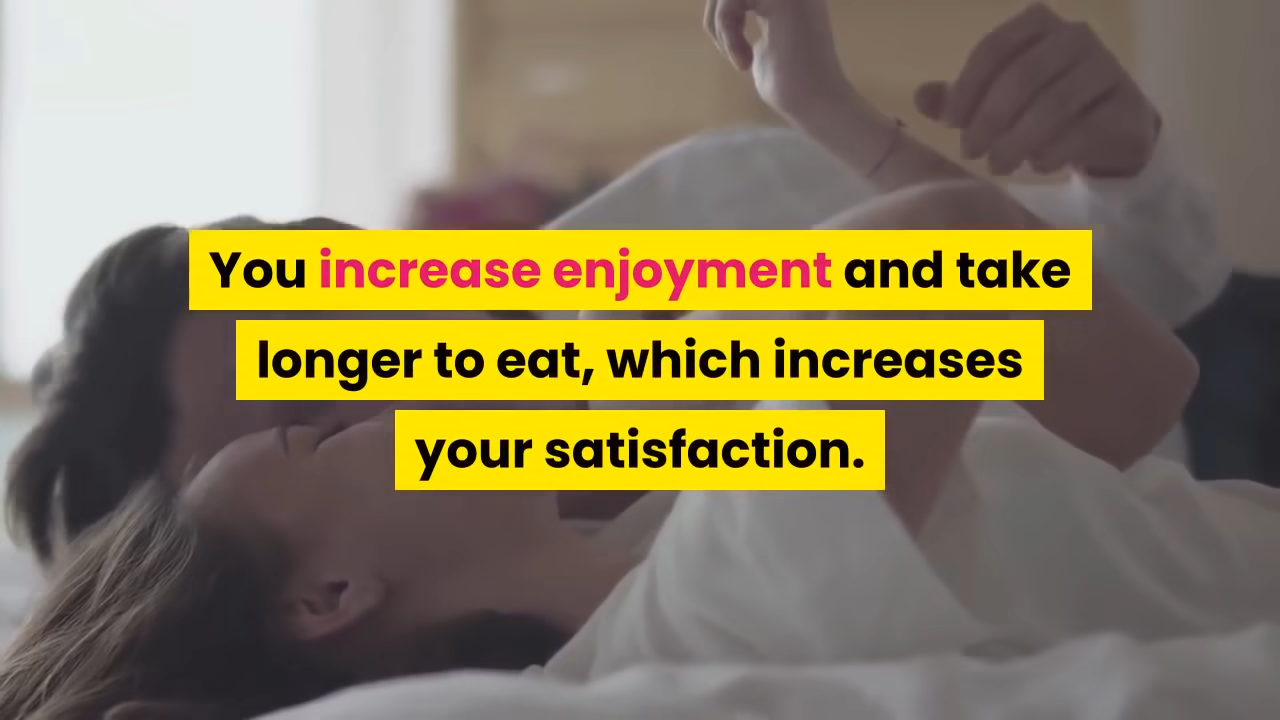 You increase enjoyment and take
longer to eat, which increases
your satisfaction.